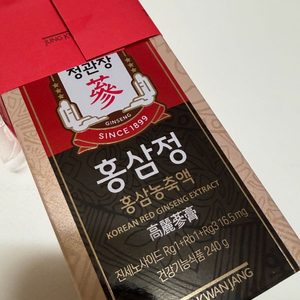 JUNG K
정관장
蔘
GINSENG
SINCE 1899
홍삼정
홍삼농축액
KOREAN RED GINSENG EXTRACT
高麗蔘膏
진세노사이드 Rg1+Rb1+Rg3 16.5mg
건강기능식품 240 g
KWANJANG